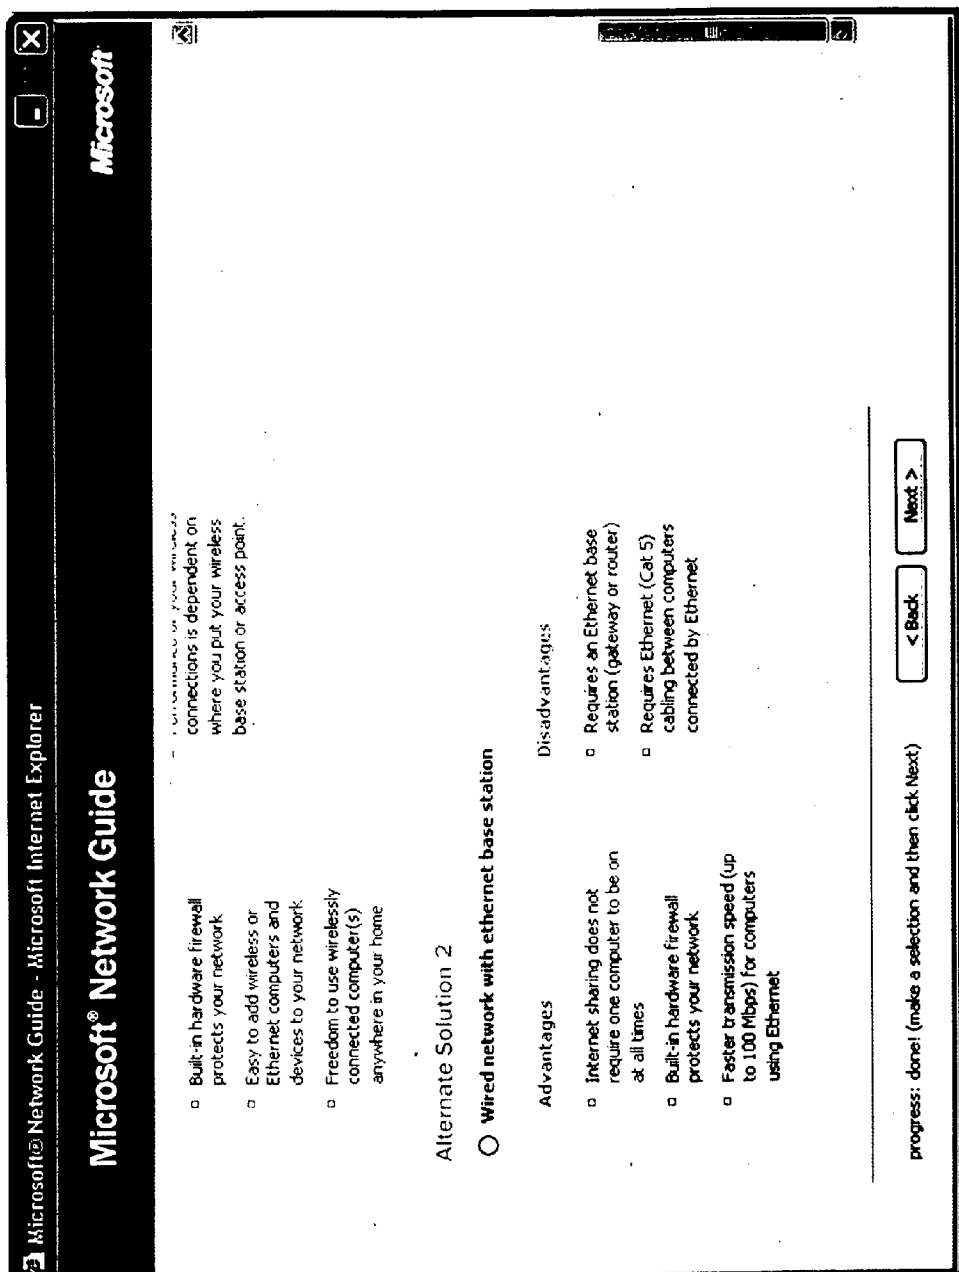 Microsoft® Network Guide - Microsoft Internet Explorer
Microsoft® Network Guide
Microsoft
Built-in hardware firewall
protects your network
Easy to add wireless or
Ethernet computers and
devices to your network
Freedom to use wirelessly
connected computer(s)
anywhere in your home
Performance of your wireless
connections is dependent on
where you put your wireless
base station or access point.
Alternate Solution 2
Wired network with ethernet base station
Advantages
Internet sharing does not
require one computer to be on
at all times
Built-in hardware firewall
protects your network
Faster transmission speed (up
to 100 Mbps) for computers
using Ethernet
Disadvantages
Requires an Ethernet base
station (gateway or router)
Requires Ethernet (Cat 5)
cabling between computers
connected by Ethernet
progress: done! (make a selection and then click Next)
< Back
Next >